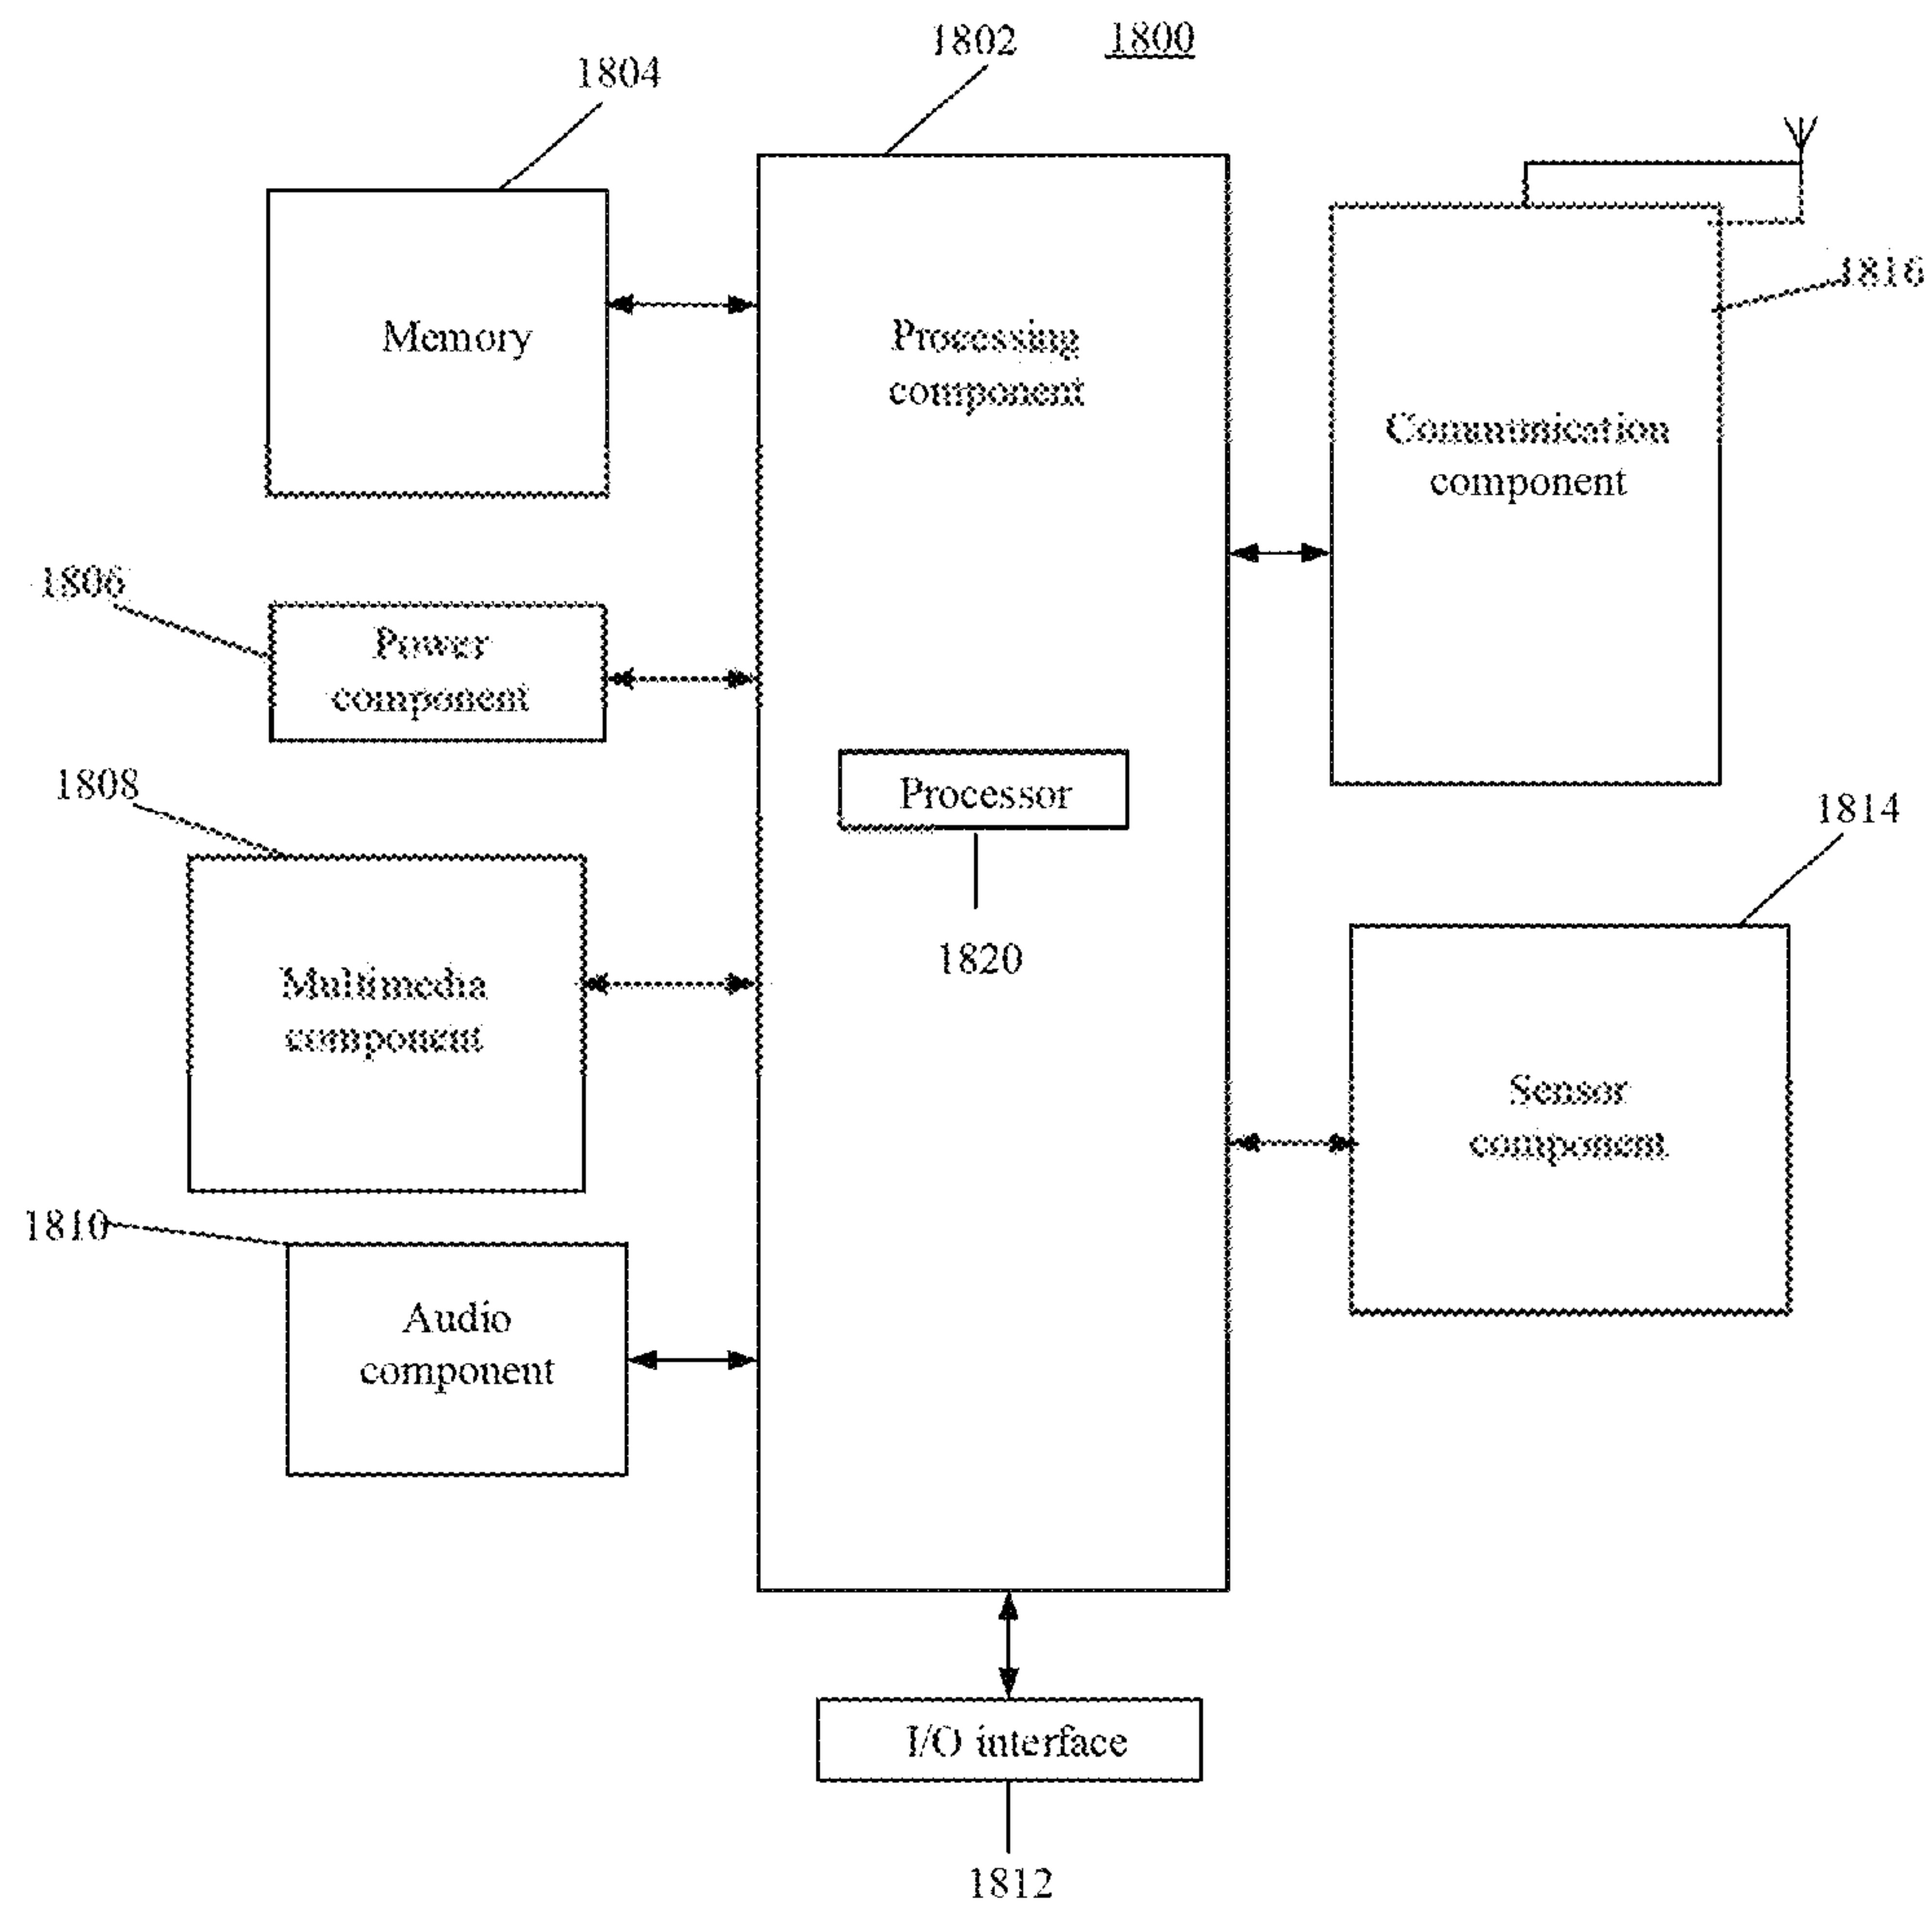 1802
1800
1804
Memory
Processing
component
1816
Communication
component
1806
Power
component
1808
Processor
1814
1820
Multimedia
component
Sensor
component
1810
Audio
component
I/O interface
1812